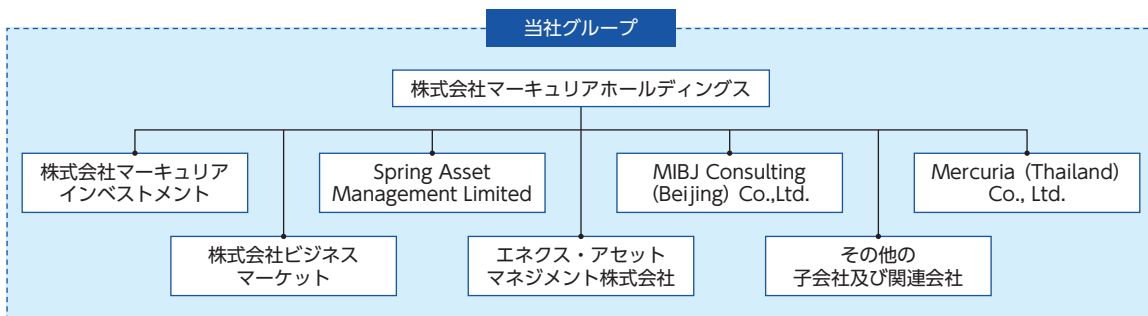 当社グループ
株式会社マーキュリアホールディングス
株式会社マーキュリア
インベストメント
Spring Asset
Management Limited
MIBJ Consulting
(Beijing) Co.,Ltd.
Mercuria (Thailand)
Co., Ltd.
株式会社ビジネス
マーケット
エネクス・アセット
マネジメント株式会社
その他の
子会社及び関連会社